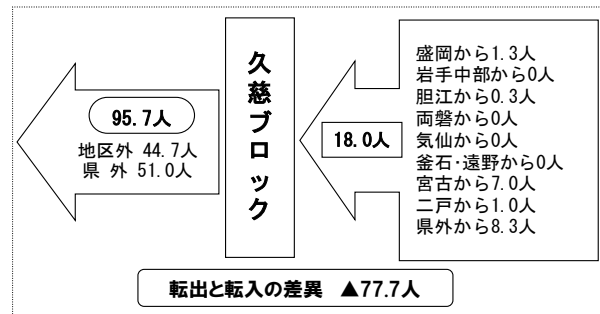 95.7人
地区外 44.7人
県 外 51.0人
久慈ブロック
18.0人
盛岡から1.3人
岩手中部から0人
胆江から0.3人
両磐から0人
気仙から0人
釜石・遠野から0人
宮古から7.0人
二戸から1.0人
県外から8.3人
転出と転入の差異 ▲77.7人